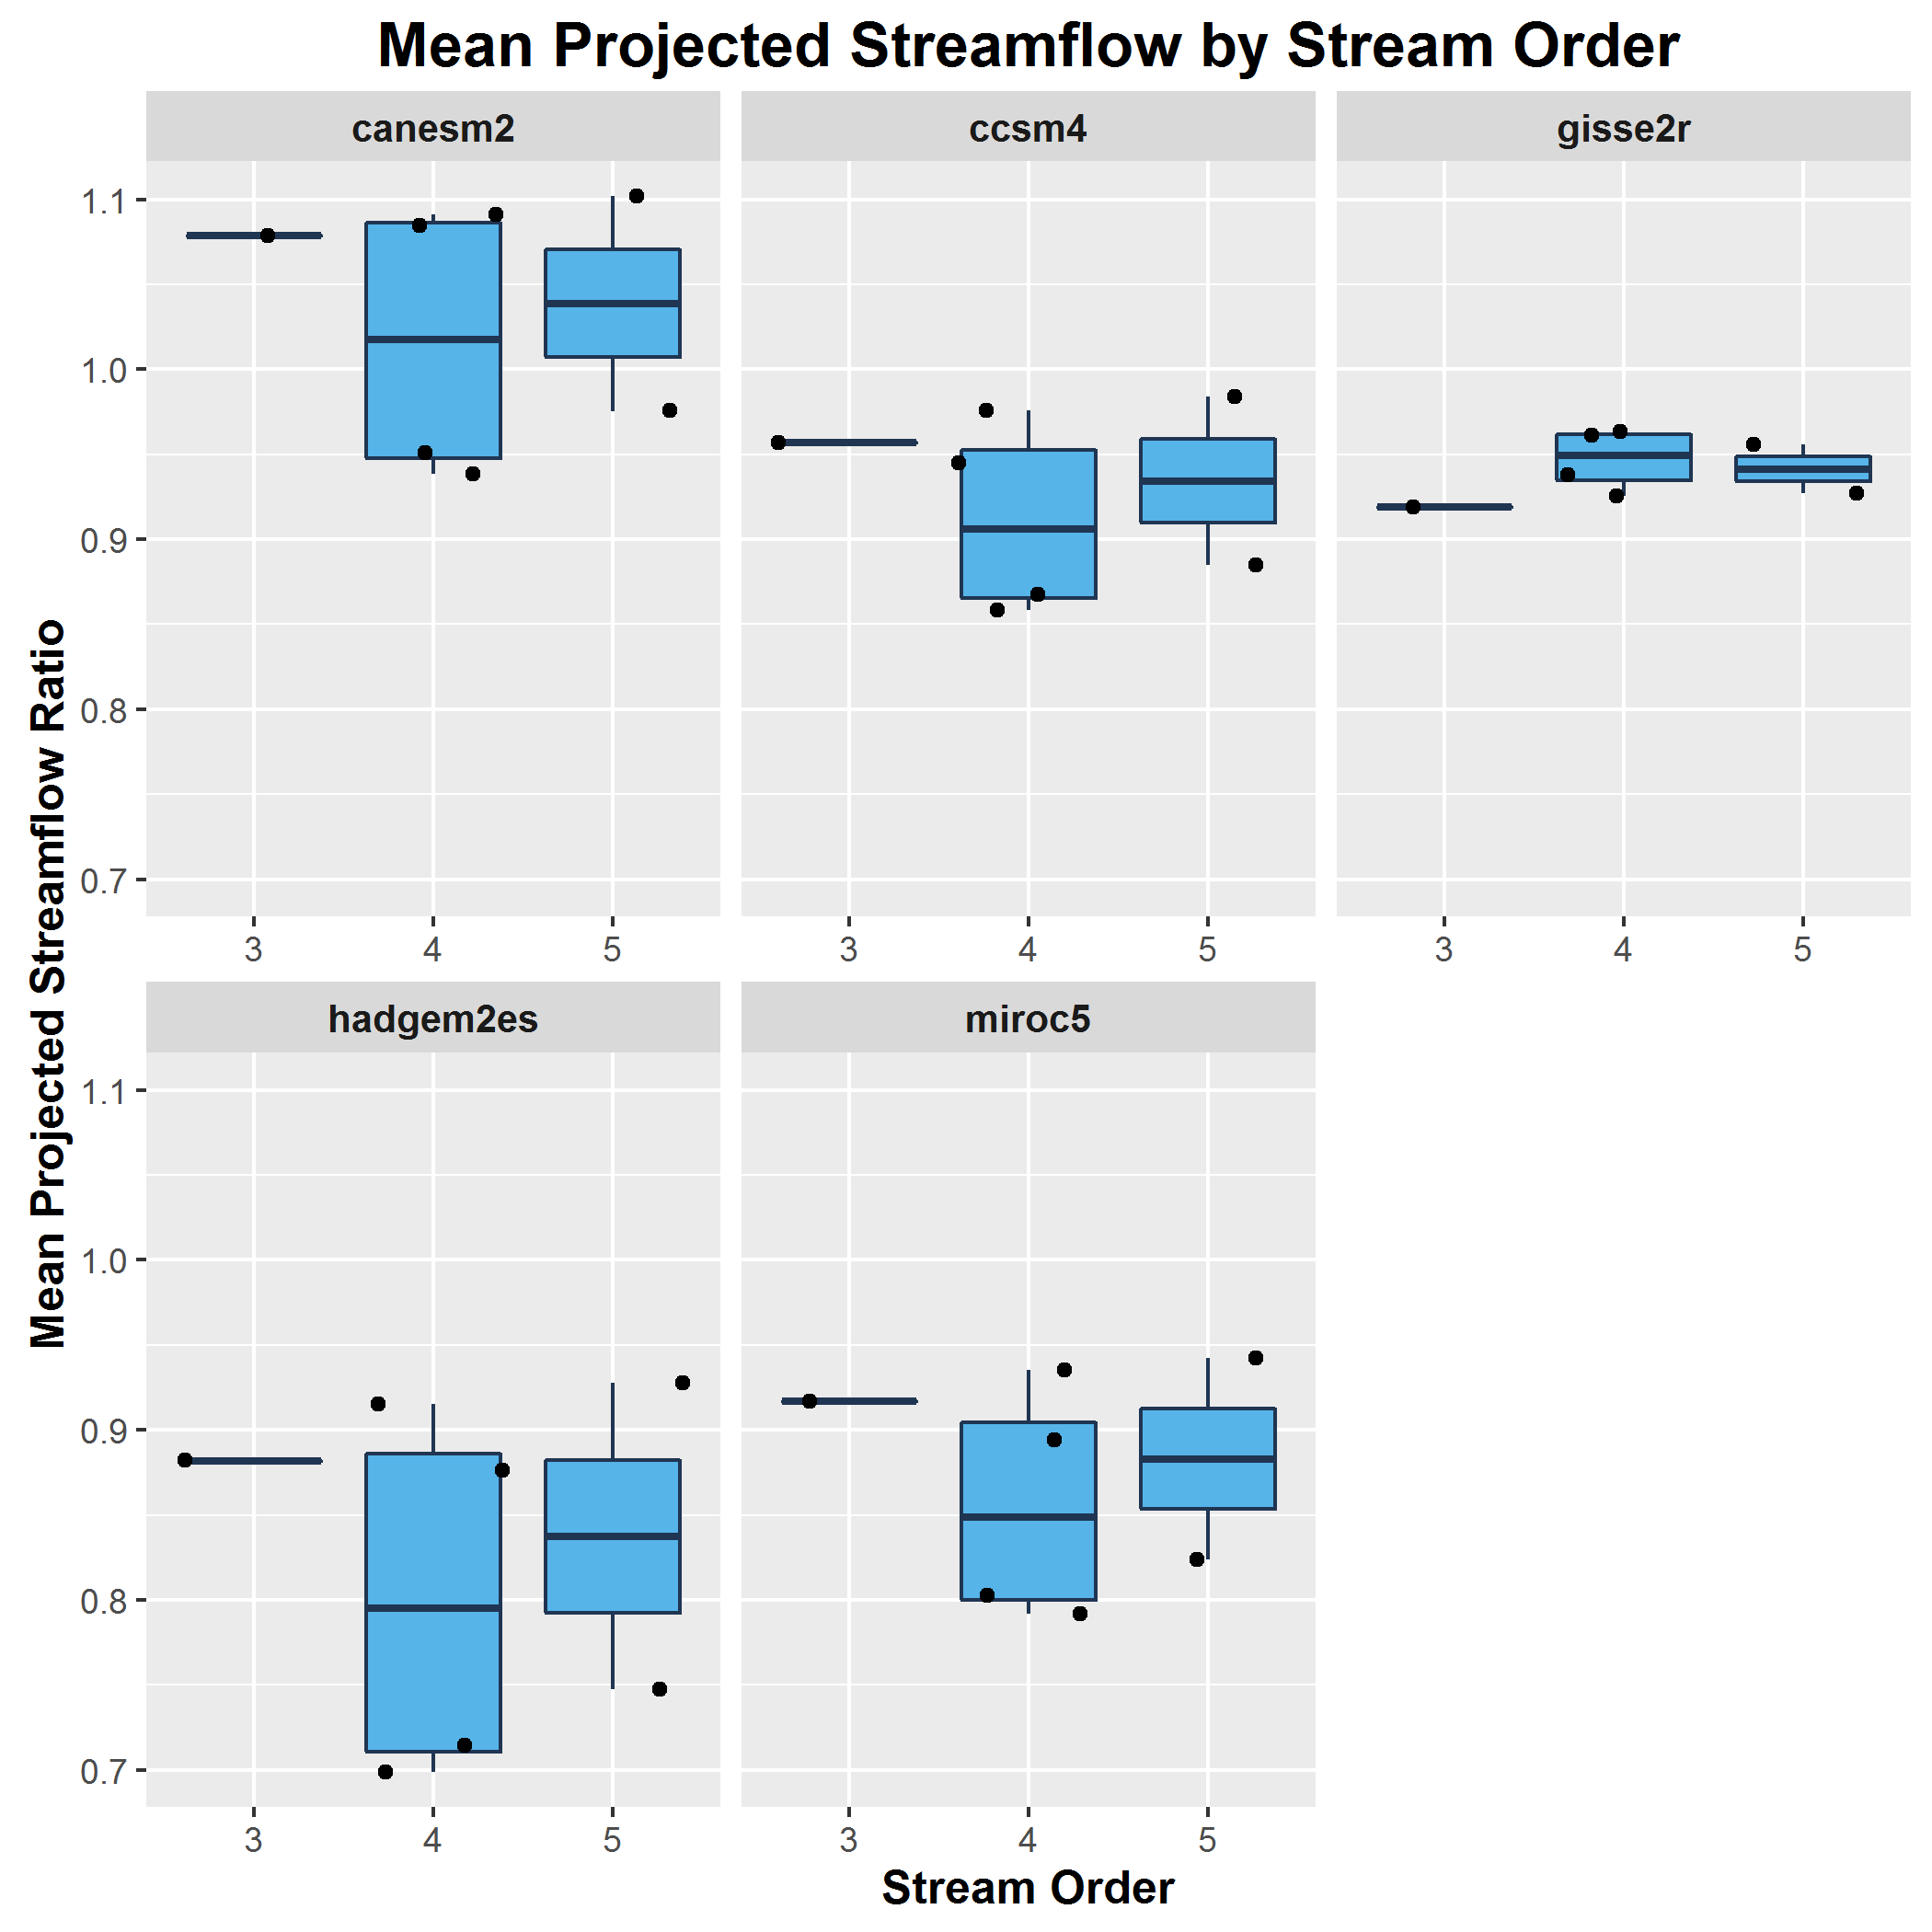 Mean Projected Streamflow by Stream Order
canesm2
ccsm4
gisse2r
1.1
1.0
0.9
0.8
0.7
3 4 5
3 4 5
3 4 5
Mean Projected Streamflow Ratio
hadgem2es
miroc5
1.1
1.0
0.9
0.8
0.7
3 4 5
3 4 5
Stream Order